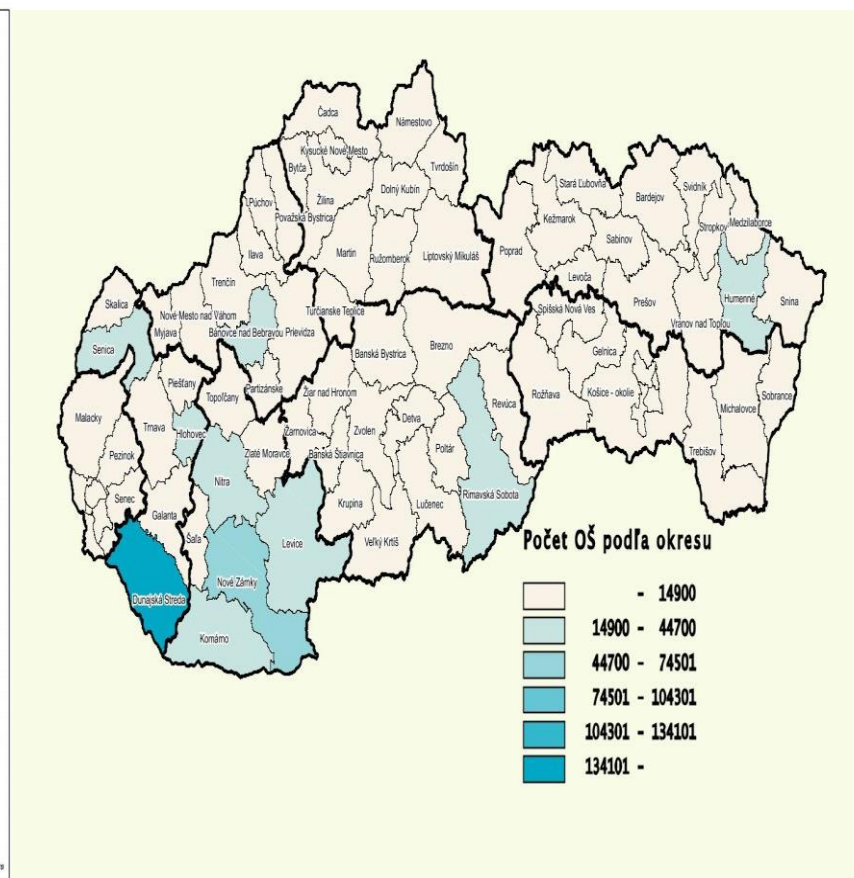 Čadca
Námestovo
Kysucké Nové Mesto
Bytča
Tvrdošín
Dolný Kubín
Stará Ľubovňa
Bardejov
Svidník
Púchov
Žilina
Považská Bystrica
Kežmarok
Stropkov
Medzilaborce
Sabinov
Ilava
Martin
Ružomberok
Liptovský Mikuláš
Poprad
Levoča
Trenčín
Prešov
Humenné
Snina
Skalica
Nové Mesto nad Váhom
Turčianske Teplice
Spišská Nová Ves
Vranov nad Topľou
Myjava
Bánovce nad Bebravou
Prievidza
Senica
Banská Bystrica
Brezno
Gelnica
Piešťany
Partizánske
Topoľčany
Žiar nad Hronom
Rožňava
Košice - okolie
Sobrance
Malacky
Trnava
Hlohovec
Žarnovica
Zvolen
Detva
Revúca
Michalovce
Pezinok
Zlaté Moravce
Banská Štiavnica
Poltár
Trebišov
Nitra
Senec
Galanta
Krupina
Lučenec
Rimavská Sobota
Šaľa
Levice
Veľký Krtíš
Nové Zámky
Dunajská Streda
Komárno
Počet OŠ podľa okresu
- 14900
14900 - 44700
44700 - 74501
74501 - 104301
104301 - 134101
134101 -